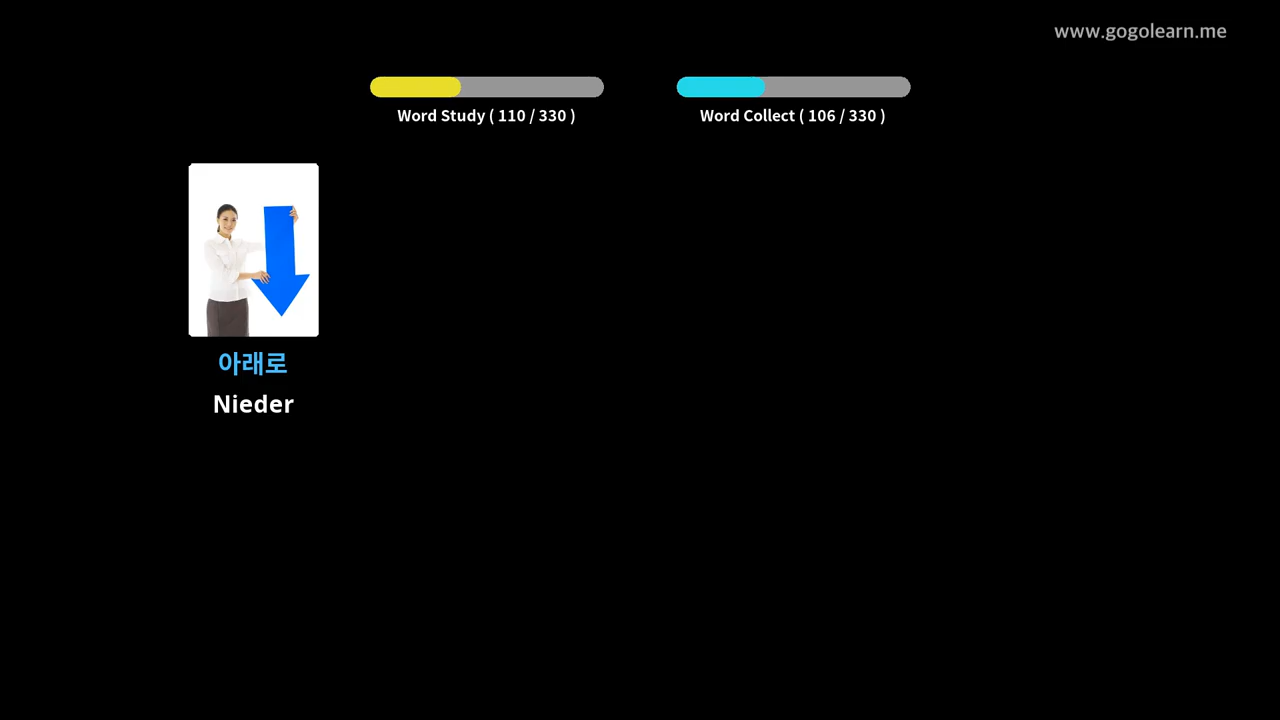 www.gogolearn.me
Word Study ( 110 / 330 )
Word Collect ( 106 / 330 )
아래로
Nieder